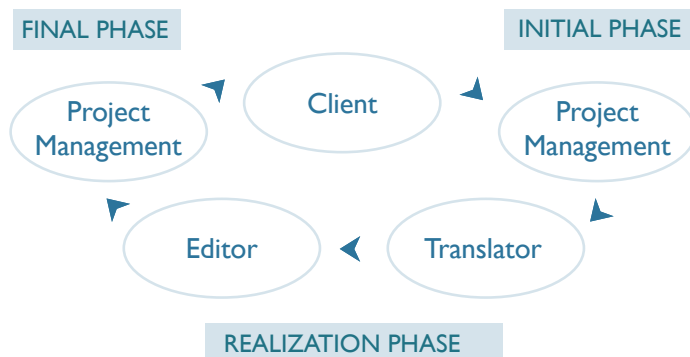 FINAL PHASE
INITIAL PHASE
Client
Project
Management
Project
Management
Editor
Translator
REALIZATION PHASE